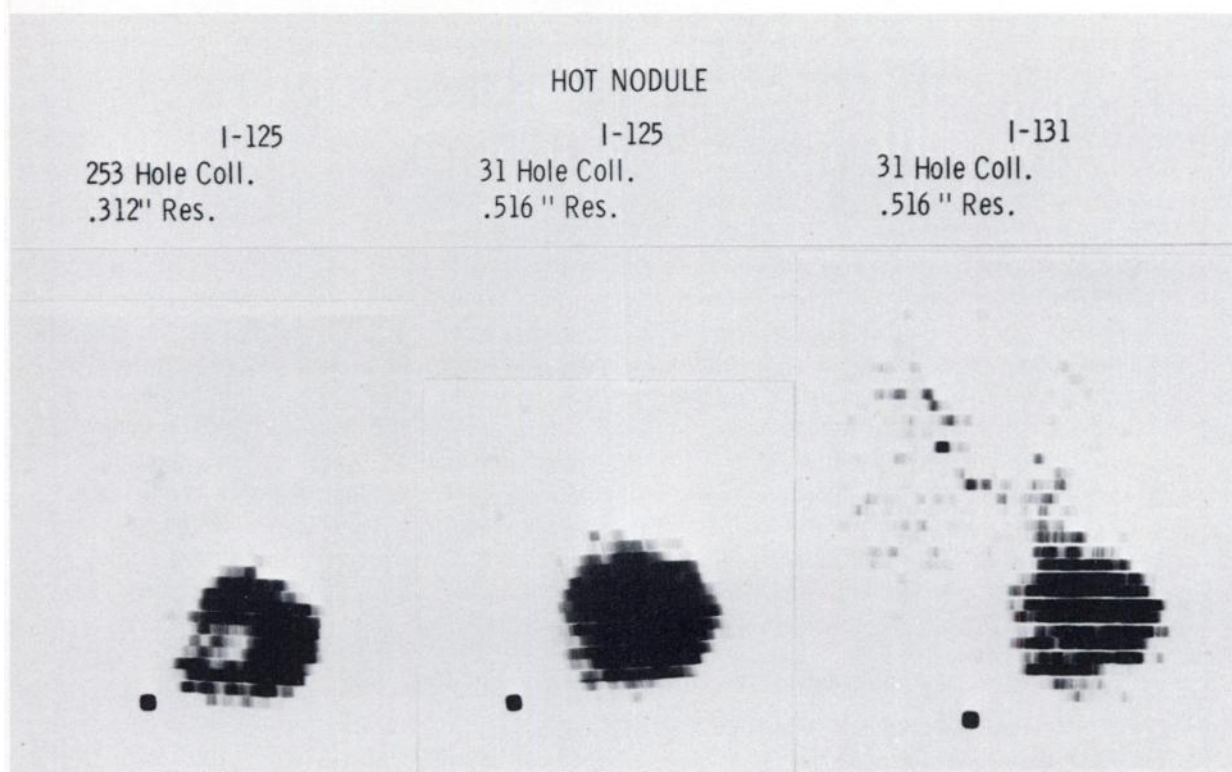 HOT NODULE
I-125
253 Hole Coll.
.312" Res.
I-125
31 Hole Coll.
.516 " Res.
I-131
31 Hole Coll.
.516 " Res.